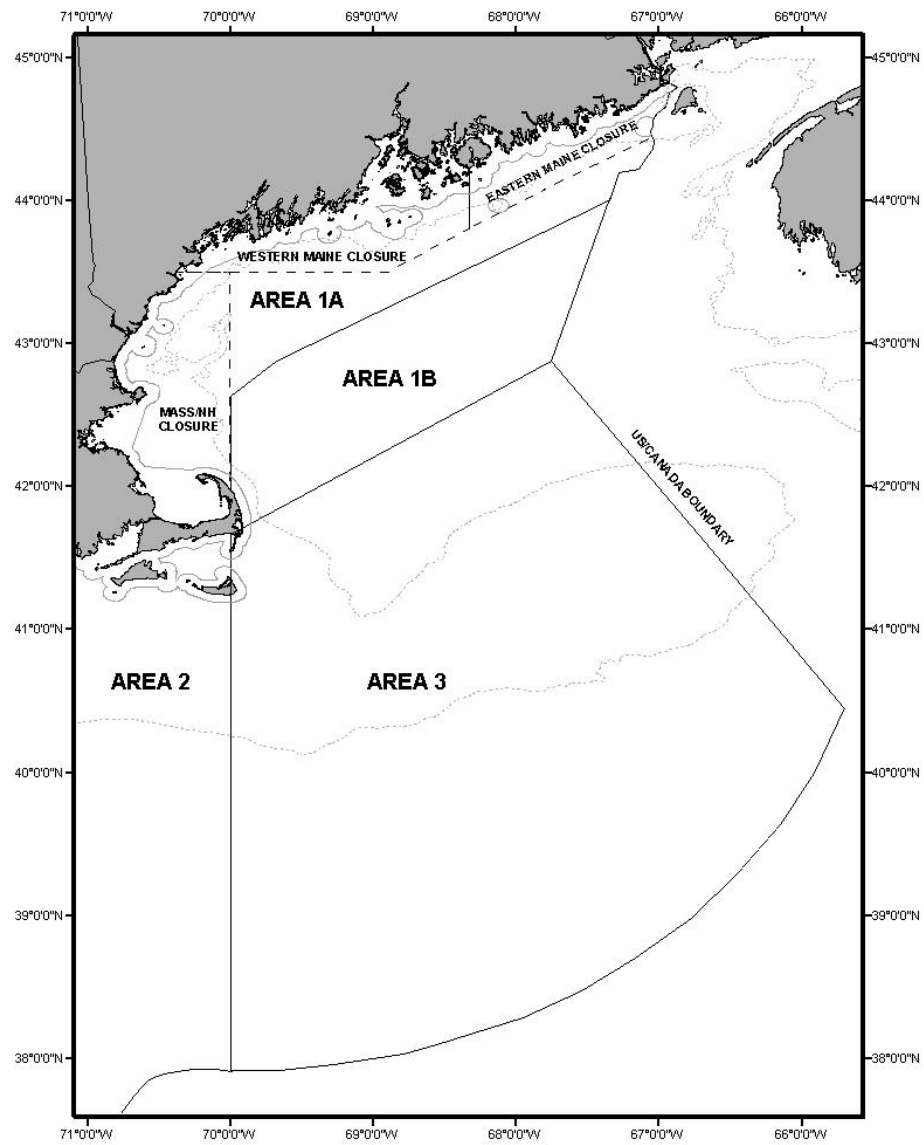 71°0'0"W 70°0'0"W 69°0'0"W 68°0'0"W 67°0'0"W 66°0'0"W
45°0'0"N 45°0'0"N
EASTERN MAINE CLOSURE
44°0'0"N 44°0'0"N
WESTERN MAINE CLOSURE
AREA 1A
43°0'0"N 43°0'0"N
AREA 1B
MASS/NH
CLOSURE
US/CANADA BOUNDARY
42°0'0"N 42°0'0"N
41°0'0"N 41°0'0"N
AREA 2 AREA 3
40°0'0"N 40°0'0"N
39°0'0"N 39°0'0"N
38°0'0"N 38°0'0"N
71°0'0"W 70°0'0"W 69°0'0"W 68°0'0"W 67°0'0"W 66°0'0"W